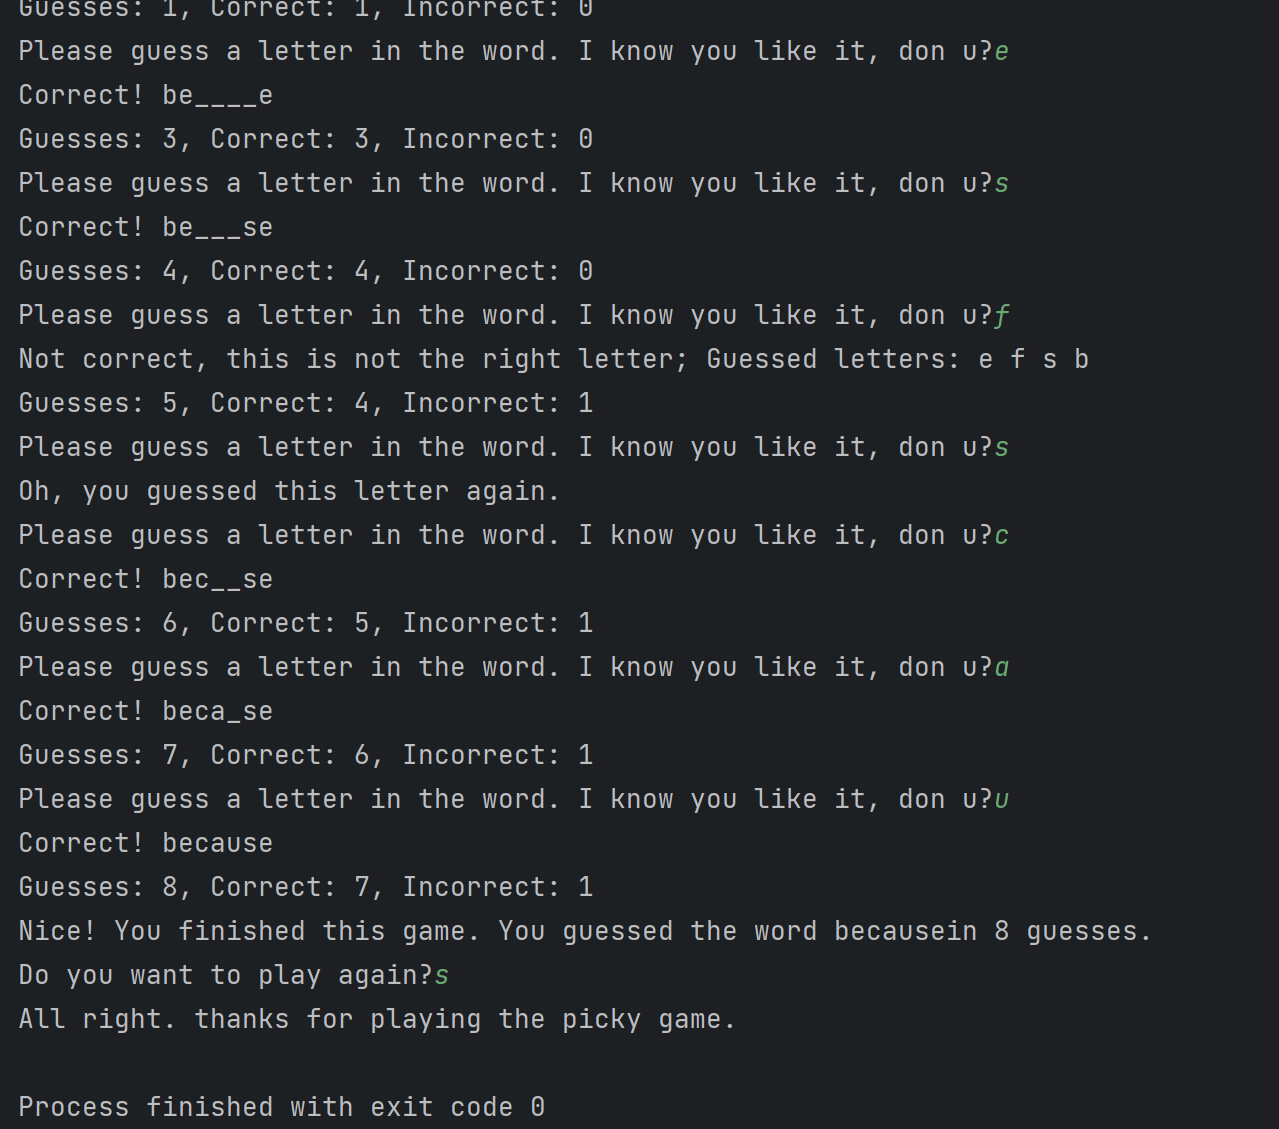 Guesses: 1, Correct: 1, Incorrect: 0
Please guess a letter in the word. I know you like it, don u?e
Correct! be____e
Guesses: 3, Correct: 3, Incorrect: 0
Please guess a letter in the word. I know you like it, don u?s
Correct! be___se
Guesses: 4, Correct: 4, Incorrect: 0
Please guess a letter in the word. I know you like it, don u?f
Not correct, this is not the right letter; Guessed letters: e f s b
Guesses: 5, Correct: 4, Incorrect: 1
Please guess a letter in the word. I know you like it, don u?s
Oh, you guessed this letter again.
Please guess a letter in the word. I know you like it, don u?c
Correct! bec__se
Guesses: 6, Correct: 5, Incorrect: 1
Please guess a letter in the word. I know you like it, don u?a
Correct! beca_se
Guesses: 7, Correct: 6, Incorrect: 1
Please guess a letter in the word. I know you like it, don u?u
Correct! because
Guesses: 8, Correct: 7, Incorrect: 1
Nice! You finished this game. You guessed the word becausein 8 guesses.
Do you want to play again?s
All right. thanks for playing the picky game.
Process finished with exit code 0